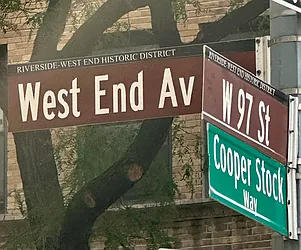 RIVERSIDE-WEST END HISTORIC DISTRICT
West End Av
RIVERSIDE-WEST END HISTORIC DISTRICT
W 97 St
Cooper Stock
Way